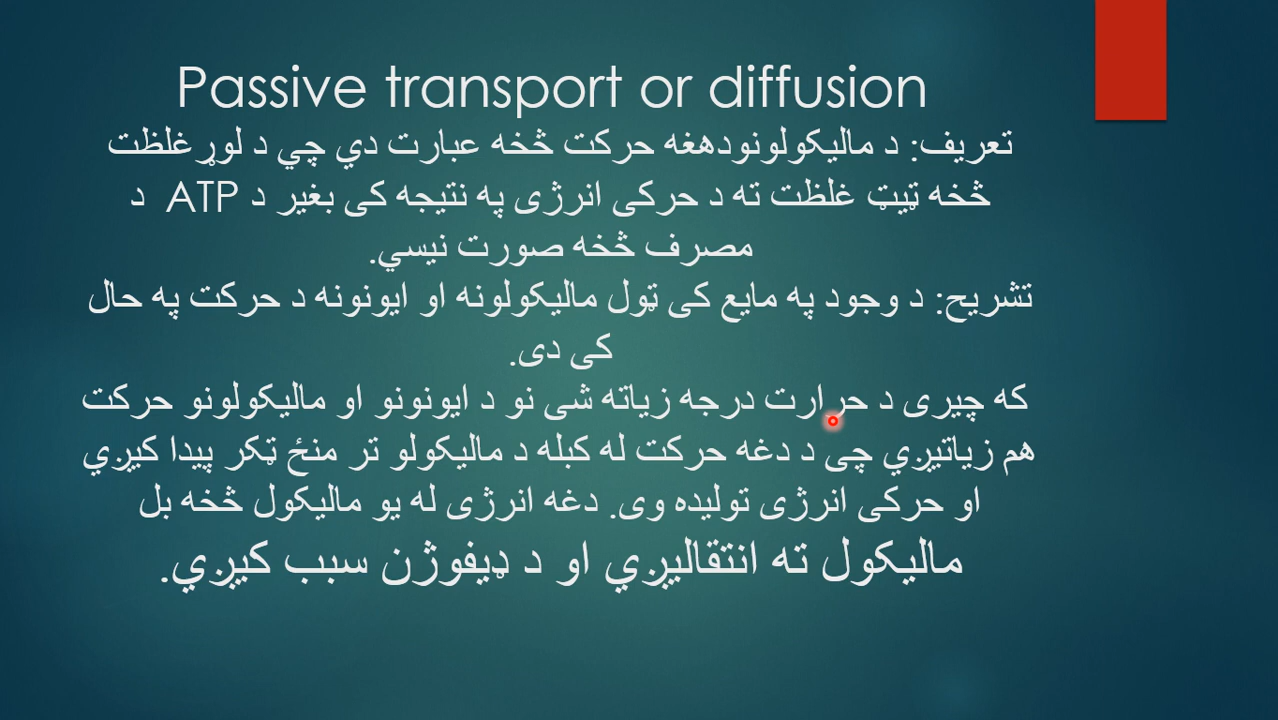 Passive transport or diffusion
تعریف: د مالیکولونودهغه حرکت څخه عبارت دي چي د لوړغلظت
څخه ټیټ غلظت ته د حرکی انرژی په نتیجه کی بغیر د ATP د
مصرف څخه صورت نیسي.
تشریح: د وجود په مایع کی ټول مالیکولونه او ایونونه د حرکت په حال
کی دی.
که چیری د حرارت درجه زیاته شی نو د ایونونو او مالیکولونو حرکت
هم زیاتیږي چی د دغه حرکت له کبله د مالیکولو تر منځ ټکر پیدا کیږي
او حرکی انرژی تولیده وی. دغه انرژی له یو مالیکول څخه بل
مالیکول ته انتقالیږي او د ډیفوژن سبب کیږي.